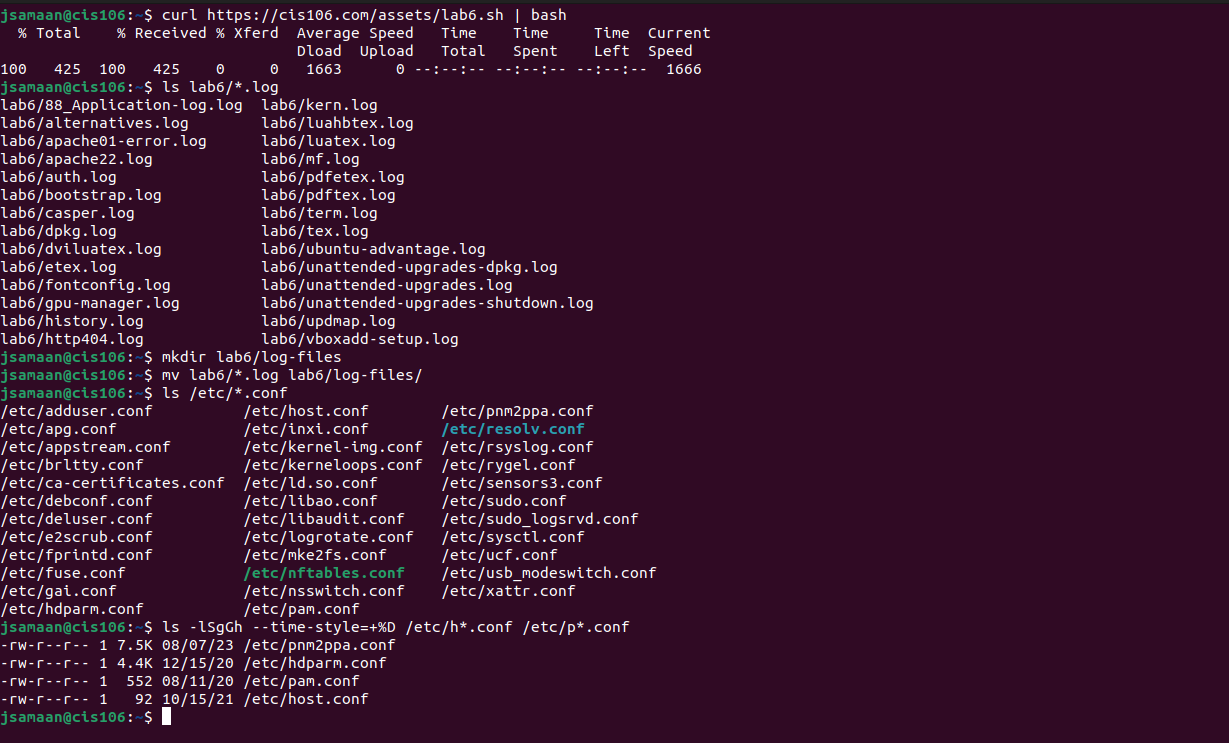 jsamaan@cis106:~$ curl https://cis106.com/assets/lab6.sh | bash
  % Total    % Received % Xferd  Average Speed   Time    Time     Time  Current
                                 Dload  Upload   Total   Spent    Left  Speed
100   425  100   425    0     0   1663      0 --:--:-- --:--:-- --:--:--  1666
jsamaan@cis106:~$ ls lab6/*.log
lab6/88_Application-log.log  lab6/kern.log
lab6/alternatives.log        lab6/luahbtex.log
lab6/apache01-error.log      lab6/luatex.log
lab6/apache22.log            lab6/mf.log
lab6/auth.log                lab6/pdfetex.log
lab6/bootstrap.log           lab6/pdftex.log
lab6/casper.log              lab6/term.log
lab6/dpkg.log                lab6/tex.log
lab6/dviluatex.log           lab6/ubuntu-advantage.log
lab6/etex.log                lab6/unattended-upgrades-dpkg.log
lab6/fontconfig.log          lab6/unattended-upgrades.log
lab6/gpu-manager.log         lab6/unattended-upgrades-shutdown.log
lab6/history.log             lab6/updmap.log
lab6/http404.log             lab6/vboxadd-setup.log
jsamaan@cis106:~$ mkdir lab6/log-files
jsamaan@cis106:~$ mv lab6/*.log lab6/log-files/
jsamaan@cis106:~$ ls /etc/*.conf
/etc/adduser.conf          /etc/host.conf        /etc/pnm2ppa.conf
/etc/apg.conf              /etc/inxi.conf        /etc/resolv.conf
/etc/appstream.conf        /etc/kernel-img.conf  /etc/rsyslog.conf
/etc/brltty.conf           /etc/kerneloops.conf  /etc/rygel.conf
/etc/ca-certificates.conf  /etc/ld.so.conf       /etc/sensors3.conf
/etc/debconf.conf          /etc/libao.conf       /etc/sudo.conf
/etc/deluser.conf          /etc/libaudit.conf    /etc/sudo_logsrvd.conf
/etc/e2scrub.conf          /etc/logrotate.conf   /etc/sysctl.conf
/etc/fprintd.conf          /etc/mke2fs.conf      /etc/ucf.conf
/etc/fuse.conf             /etc/nftables.conf    /etc/usb_modeswitch.conf
/etc/gai.conf              /etc/nsswitch.conf    /etc/xattr.conf
/etc/hdparm.conf           /etc/pam.conf
jsamaan@cis106:~$ ls -lSgGh --time-style=+%D /etc/h*.conf /etc/p*.conf
-rw-r--r-- 1 7.5K 08/07/23 /etc/pnm2ppa.conf
-rw-r--r-- 1 4.4K 12/15/20 /etc/hdparm.conf
-rw-r--r-- 1  552 08/11/20 /etc/pam.conf
-rw-r--r-- 1   92 10/15/21 /etc/host.conf
jsamaan@cis106:~$